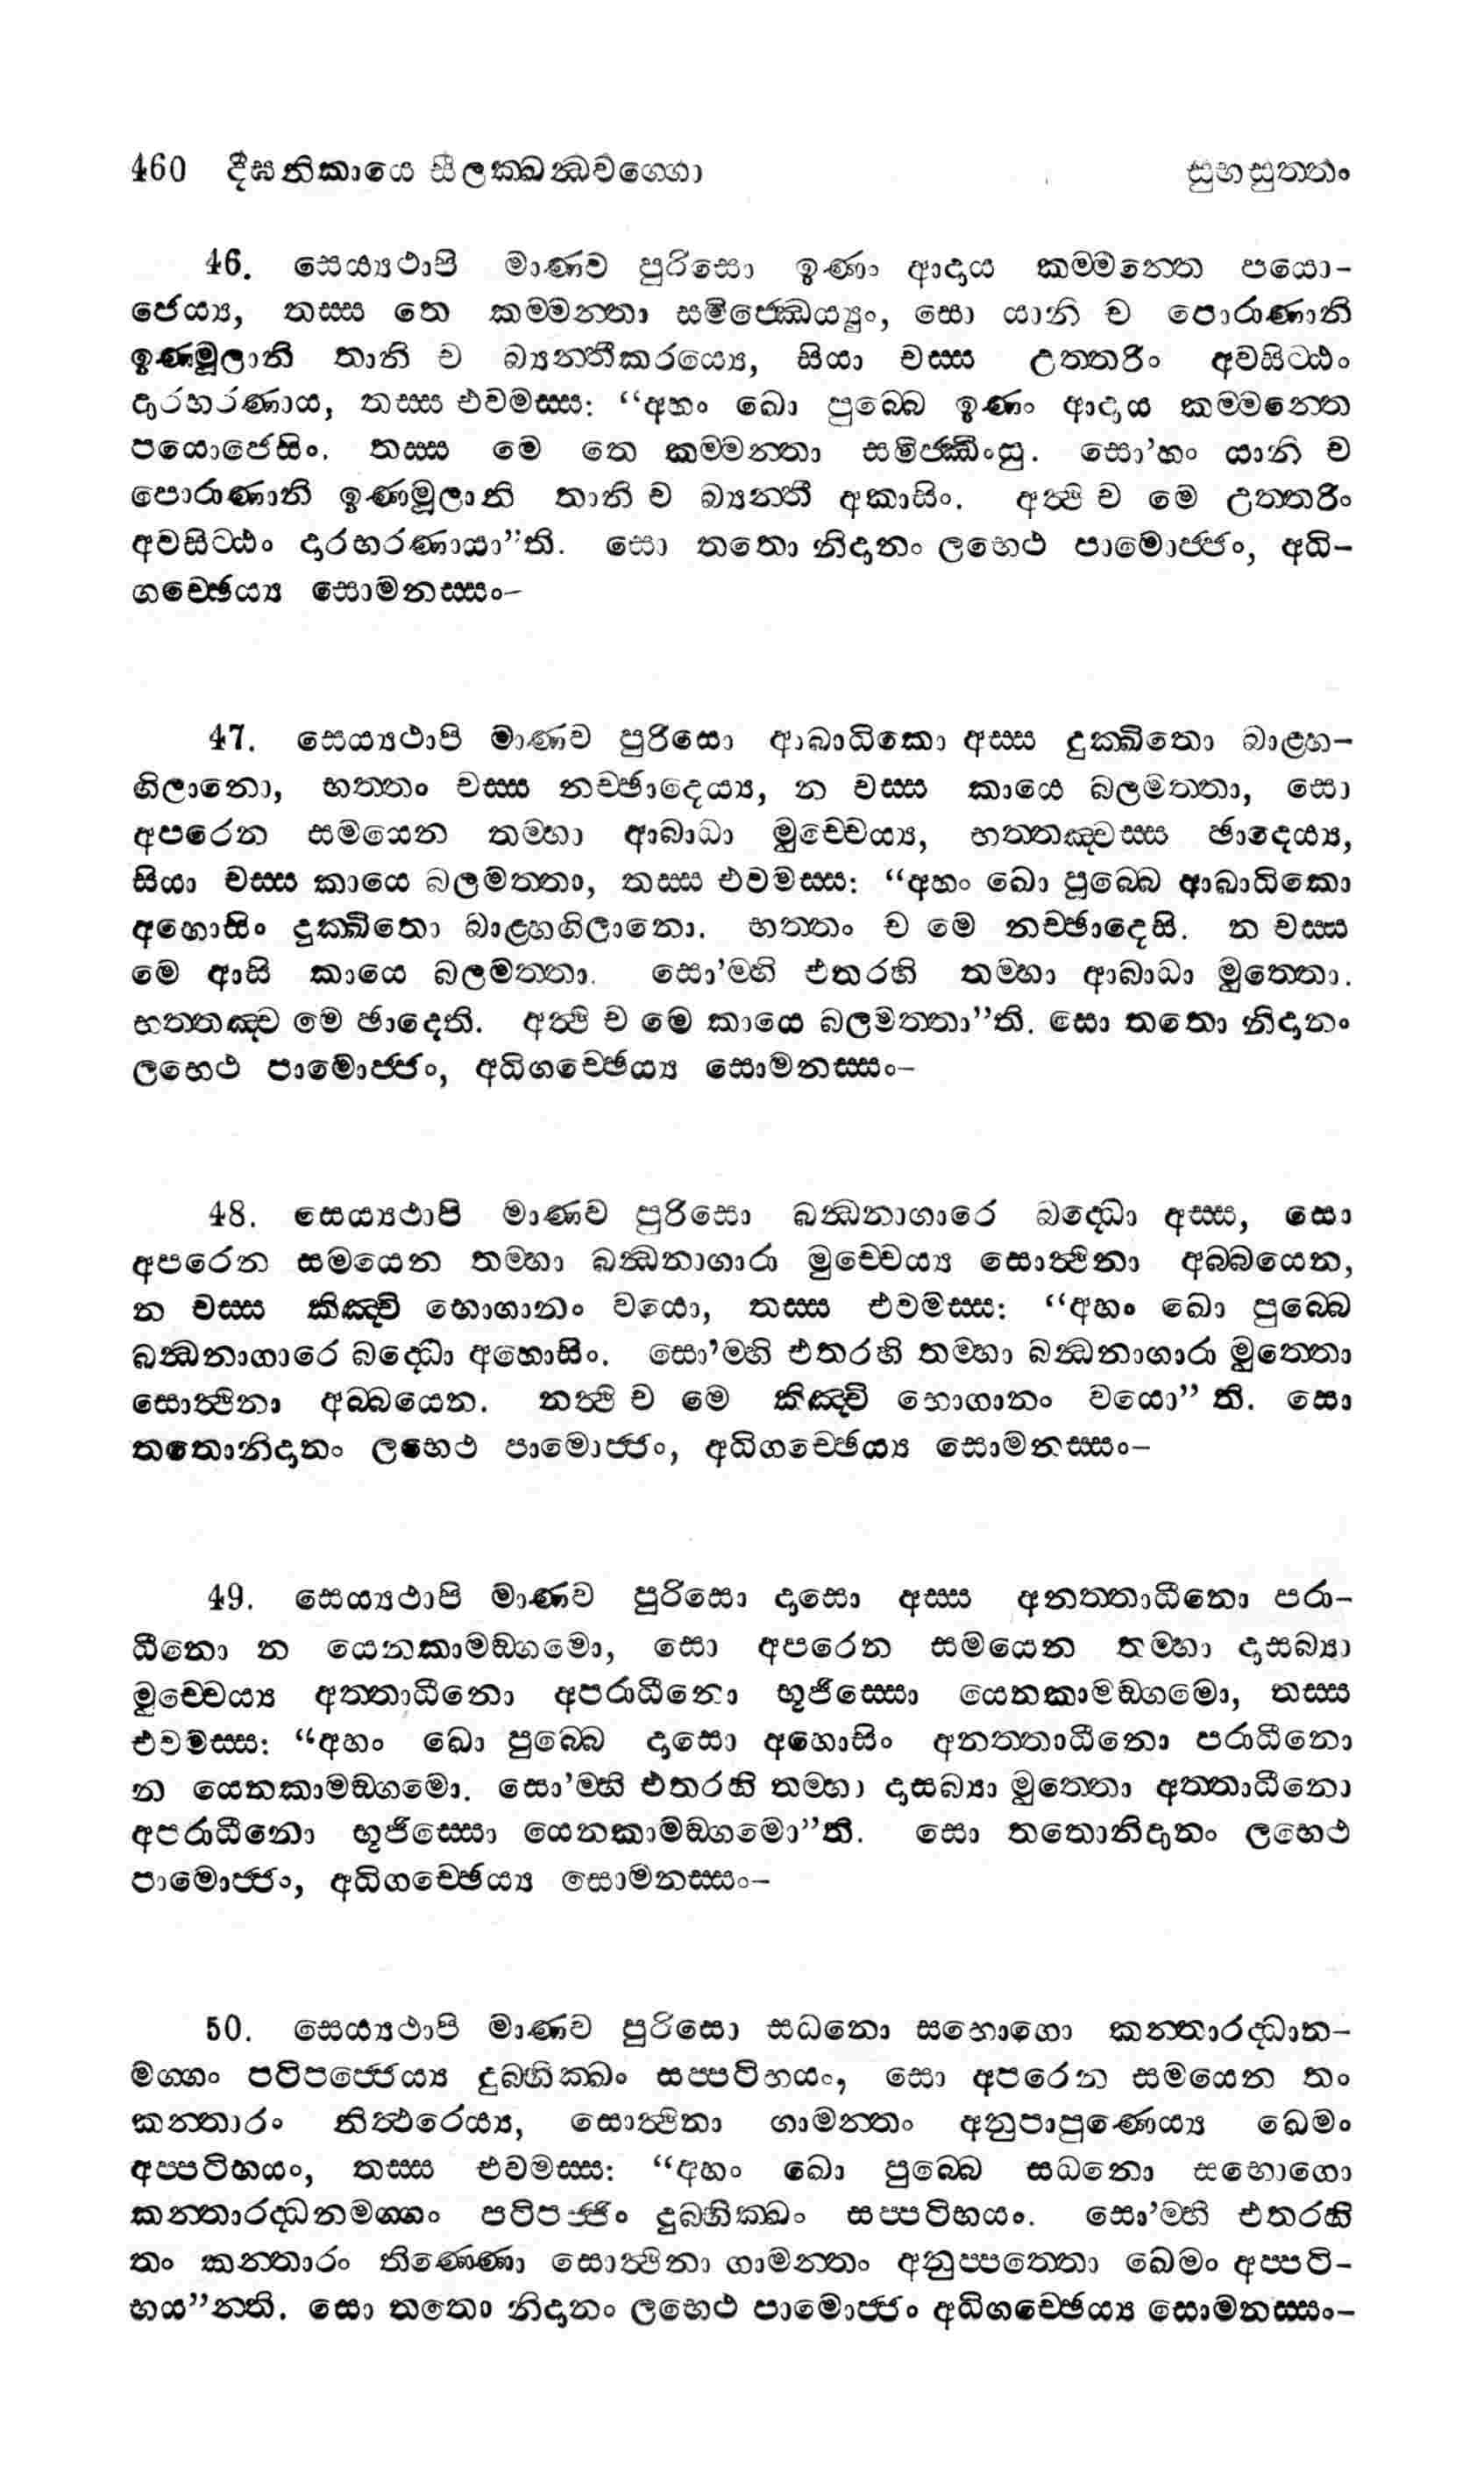 460 දීඝනිකායෙ සීලක්ඛන්ධවග්ගො සුභසුත්තං
46. සෙය්‍යථාපි මාණව පුරිසො ඉණං ආදාය කම්මන්තෙ පයො-
ජෙය්‍ය, තස්ස තෙ කම්මන්තා සමිජ්ඣෙය්‍යුං, සො යානි ච පොරාණානි
ඉණමූලානි තානි ච බ්‍යන්තීකරෙය්‍ය, සියා චස්ස උත්තරිං අවසිට්ඨං
දාරභරණාය, තස්ස එවමස්ස: “අහං ඛො පුබ්බෙ ඉණං ආදාය කම්මන්තෙ
පයොජෙසිං. තස්ස මෙ තෙ කම්මන්තා සමිජ්ඣිංසු. සො’හං යානි ච
පොරාණානි ඉණමූලානි තානි ච බ්‍යන්තී අකාසිං. අත්ථි ච මෙ උත්තරිං
අවසිට්ඨං දාරභරණායා”ති. සො තතො නිදානං ලභෙථ පාමොජ්ජං, අධි-
ගච්ඡෙය්‍ය සොමනස්සං–
47. සෙය්‍යථාපි මාණව පුරිසො ආබාධිකො අස්ස දුක්ඛිතො බාළ්හ-
ගිලානො, භත්තං චස්ස නච්ඡාදෙය්‍ය, න චස්ස කායෙ බලමත්තා, සො
අපරෙන සමයෙන තම්හා ආබාධා මුච්චෙය්‍ය, භත්තඤ්චස්ස ඡාදෙය්‍ය,
සියා චස්ස කායෙ බලමත්තා, තස්ස එවමස්ස: “අහං ඛො පුබ්බෙ ආබාධිකො
අහොසිං දුක්ඛිතො බාළ්හගිලානො. භත්තං ච මෙ නච්ඡාදෙසි. න චස්ස
මෙ ආසි කායෙ බලමත්තා. සො’ම්හි එතරහි තම්හා ආබාධා මුත්තො.
භත්තඤ්ච මෙ ඡාදෙති. අත්ථි ච මෙ කායෙ බලමත්තා”ති. සො තතො නිදානං
ලභෙථ පාමොජ්ජං, අධිගච්ඡෙය්‍ය සොමනස්සං–
48. සෙය්‍යථාපි මාණව පුරිසො බන්ධනාගාරෙ බද්ධො අස්ස, සො
අපරෙන සමයෙන තම්හා බන්ධනාගාරා මුච්චෙය්‍ය සොත්ථිනා අබ්බයෙන,
න චස්ස කිඤ්චි භොගානං වයො, තස්ස එවමස්ස: “අහං ඛො පුබ්බෙ
බන්ධනාගාරෙ බද්ධො අහොසිං. සො’ම්හි එතරහි තම්හා බන්ධනාගාරා මුත්තො
සොත්ථිනා අබ්බයෙන. නත්ථි ච මෙ කිඤ්චි භොගානං වයො” ති. සො
තතොනිදානං ලභෙථ පාමොජ්ජං, අධිගච්ඡෙය්‍ය සොමනස්සං–
49. සෙය්‍යථාපි මාණව පුරිසො දාසො අස්ස අනත්තාධීනො පරා-
ධීනො න යෙනකාමඞ්ගමො, සො අපරෙන සමයෙන තම්හා දාසබ්‍යා
මුච්චෙය්‍ය අත්තාධීනො අපරාධීනො භූජිස්සො යෙනකාමඞ්ගමො, තස්ස
එවමස්ස: “අහං ඛො පුබ්බෙ දාසො අහොසිං අනත්තාධීනො පරාධීනො
න යෙනකාමඞ්ගමො. සො’ම්හි එතරහි තම්හා දාසබ්‍යා මුත්තො අත්තාධීනො
අපරාධීනො භූජිස්සො යෙනකාමඞ්ගමො”ති. සො තතොනිදානං ලභෙථ
පාමොජ්ජං, අධිගච්ඡෙය්‍ය සොමනස්සං–
50. සෙය්‍යථාපි මාණව පුරිසො සධනො සභොගො කන්තාරද්ධාන-
මග්ගං පටිපජ්ජෙය්‍ය දුබ්භික්ඛං සප්පටිභයං, සො අපරෙන සමයෙන තං
කන්තාරං නිත්ථරෙය්‍ය, සොත්ථිනා ගාමන්තං අනුපාපුණෙය්‍ය ඛෙමං
අප්පටිභයං, තස්ස එවමස්ස: “අහං ඛො පුබ්බෙ සධනො සභොගො
කන්තාරද්ධනමග්ගං පටිපජ්ජිං දුබ්භික්ඛං සප්පටිභයං. සො’ම්හි එතරහි
තං කන්තාරං තිණ්ණො සොත්ථිනා ගාමන්තං අනුප්පත්තො ඛෙමං අප්පටි-
භය”න්ති. සො තතො නිදානං ලභෙථ පාමොජ්ජං අධිගච්ඡෙය්‍ය සොමනස්සං–